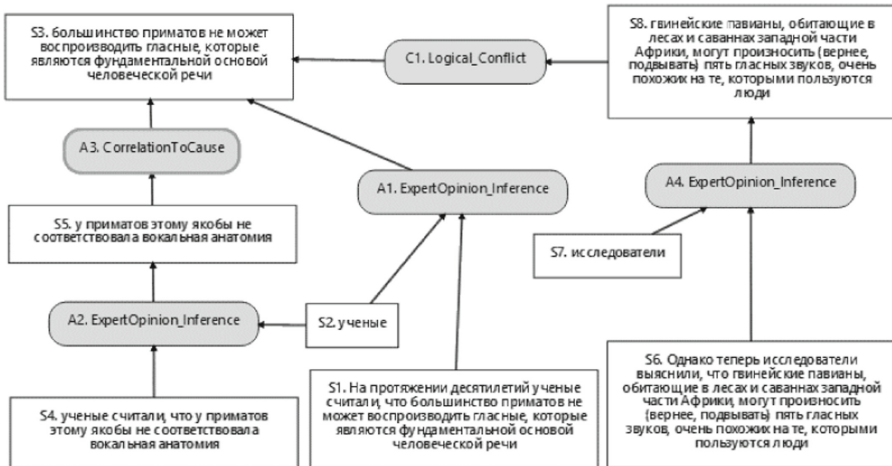 S3. большинство приматов не может
воспроизводить гласные, которые
являются фундаментальной основой
человеческой речи
C1. Logical_Conflict
S8. гвинейские павианы, обитающие в
лесах и саваннах западной части
Африки, могут произносить (вернее,
подвывать) пять гласных звуков, очень
похожих на те, которыми пользуются
люди
A3. CorrelationToCause
A1. ExpertOpinion_Inference
A4. ExpertOpinion_Inference
S5. у приматов этому якобы не
соответствовала вокальная анатомия
S7. исследователи
A2. ExpertOpinion_Inference
S2. ученые
S4. ученые считали, что у приматов
этому якобы не соответствовала
вокальная анатомия
S1. На протяжении десятилетий ученые
считали, что большинство приматов не
может воспроизводить гласные, которые
являются фундаментальной основой
человеческой речи
S6. Однако теперь исследователи
выяснили, что гвинейские павианы,
обитающие в лесах и саваннах западной
части Африки, могут произносить
(вернее, подвывать) пять гласных
звуков, очень похожих на те, которыми
пользуются люди